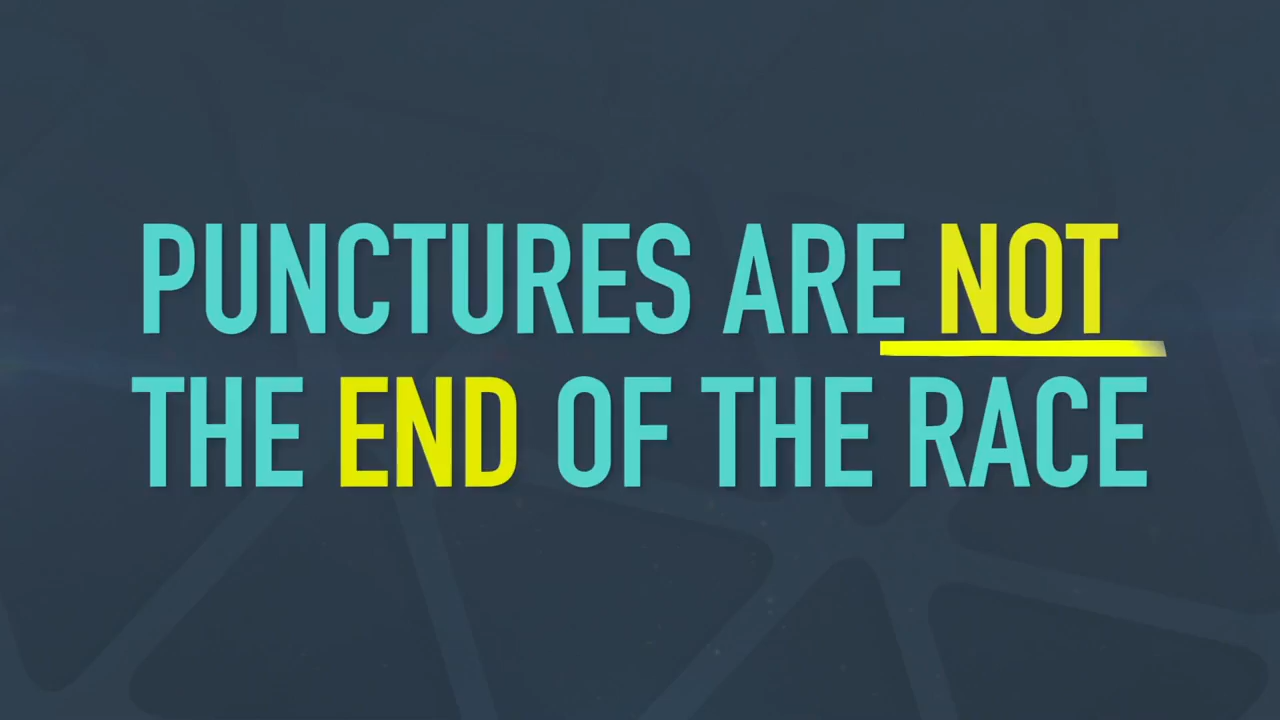 PUNCTURES ARE NOT
THE END OF THE RACE